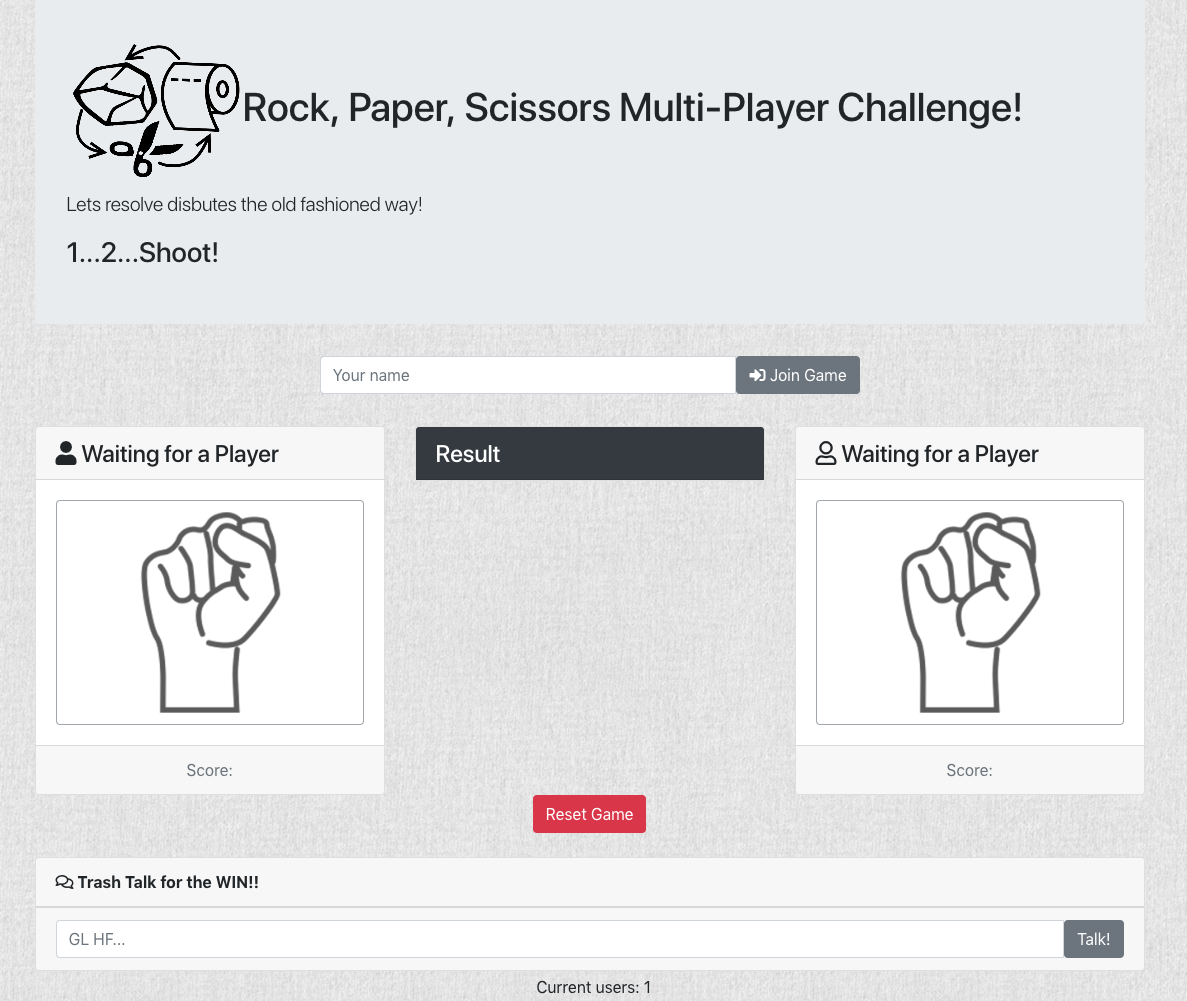 Rock, Paper, Scissors Multi-Player Challenge!
Lets resolve disbutes the old fashioned way!
1...2...Shoot!
Your name
Join Game
Waiting for a Player
Result
Waiting for a Player
Score:
Score:
Reset Game
Trash Talk for the WIN!!
GL HF...
Talk!
Current users: 1